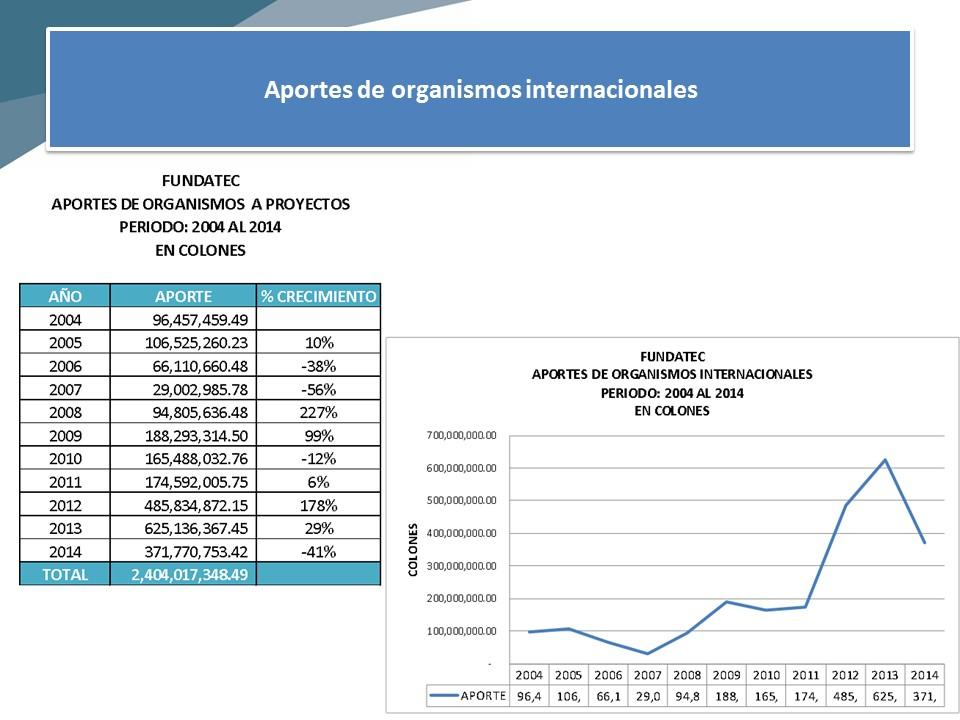 Aportes de organismos internacionales
FUNDATEC
APORTES DE ORGANISMOS A PROYECTOS
PERIODO: 2004 AL 2014
EN COLONES
AÑO APORTE % CRECIMIENTO
2004 96,457,459.49
2005 106,525,260.23 10%
2006 66,110,660.48 -38%
2007 29,002,985.78 -56%
2008 94,805,636.48 227%
2009 188,293,314.50 99%
2010 165,488,032.76 -12%
2011 174,592,005.75 6%
2012 485,834,872.15 178%
2013 625,136,367.45 29%
2014 371,770,753.42 -41%
TOTAL 2,404,017,348.49
FUNDATEC
APORTES DE ORGANISMOS INTERNACIONALES
PERIODO: 2004 AL 2014
EN COLONES
COLONES
700,000,000.00
600,000,000.00
500,000,000.00
400,000,000.00
300,000,000.00
200,000,000.00
100,000,000.00
-
2004 2005 2006 2007 2008 2009 2010 2011 2012 2013 2014
APORTE 96,4 106, 66,1 29,0 94,8 188, 165, 174, 485, 625, 371,